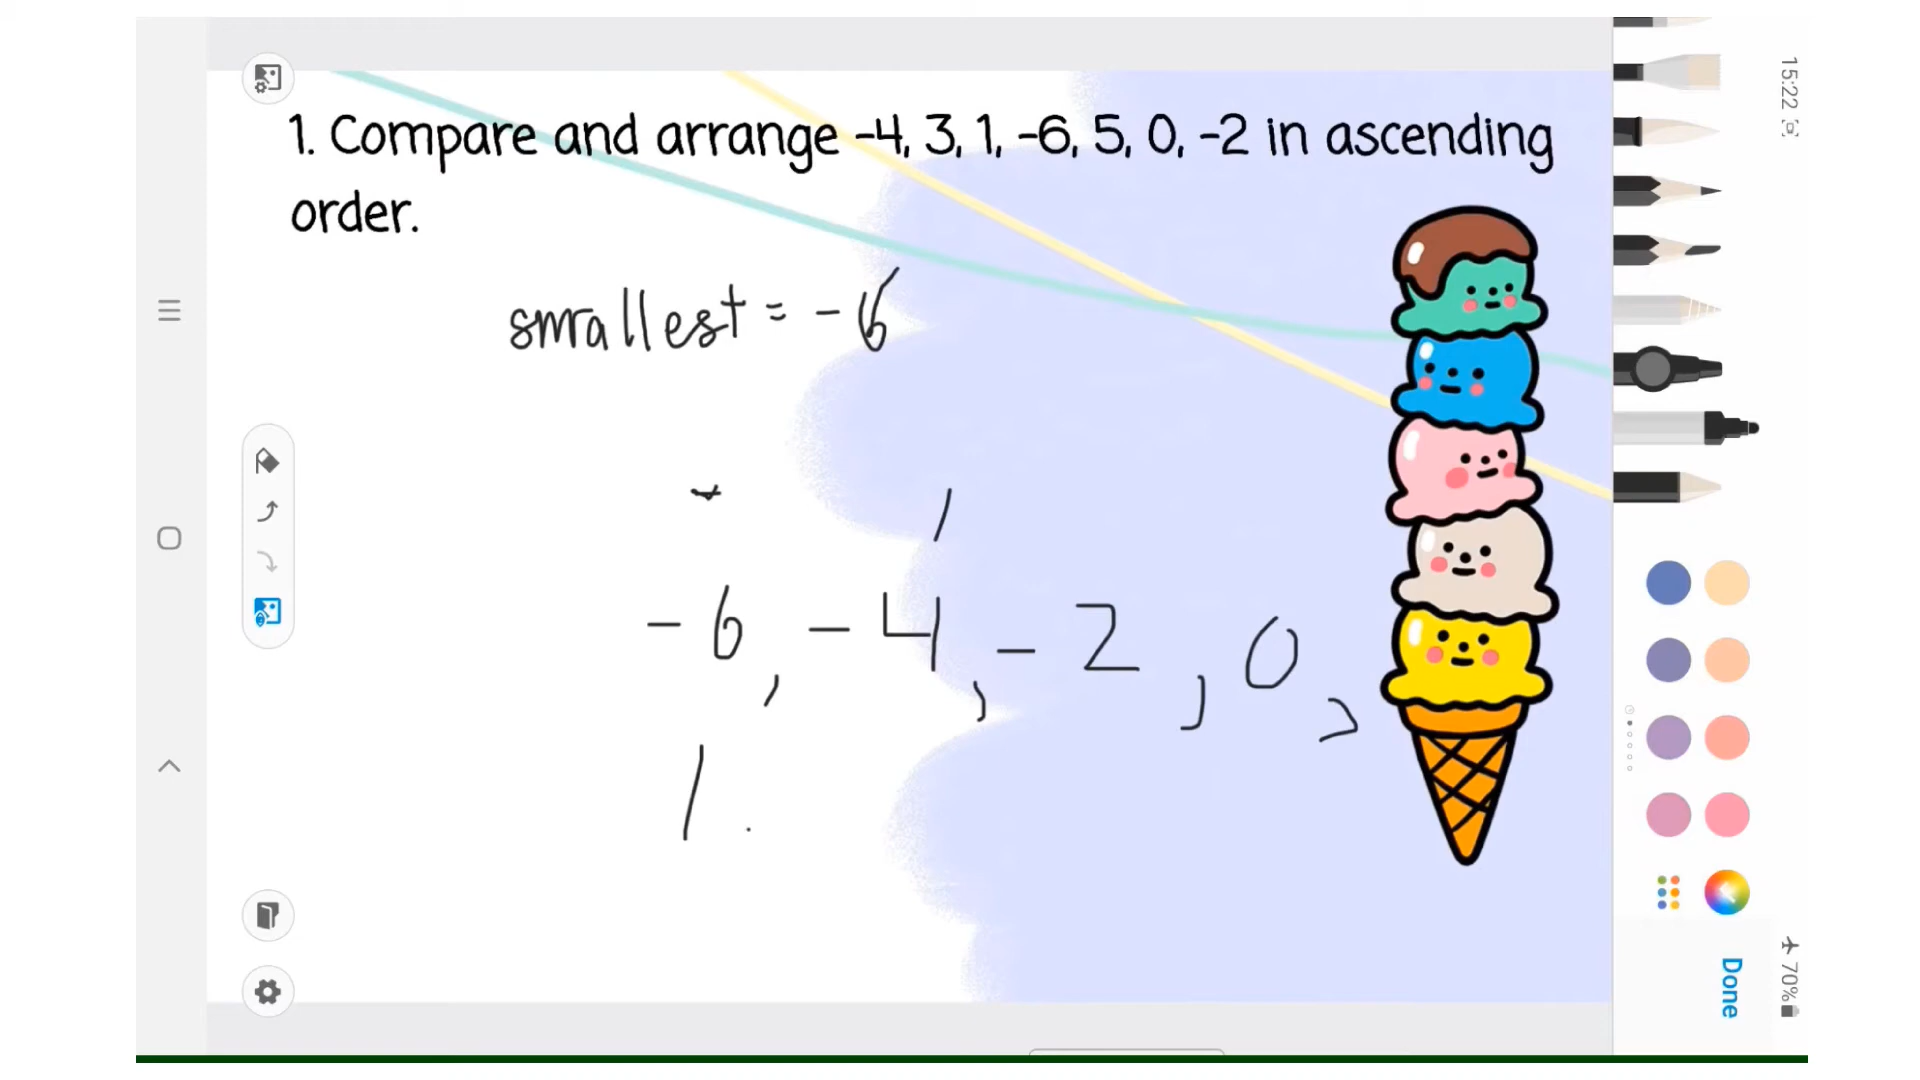 1. Compare and arrange -4, 3, 1, -6, 5, 0, -2 in ascending
order.
smallest = - 6
- 6, - 4, - 2, 0,
1.
15:22
70%
Done